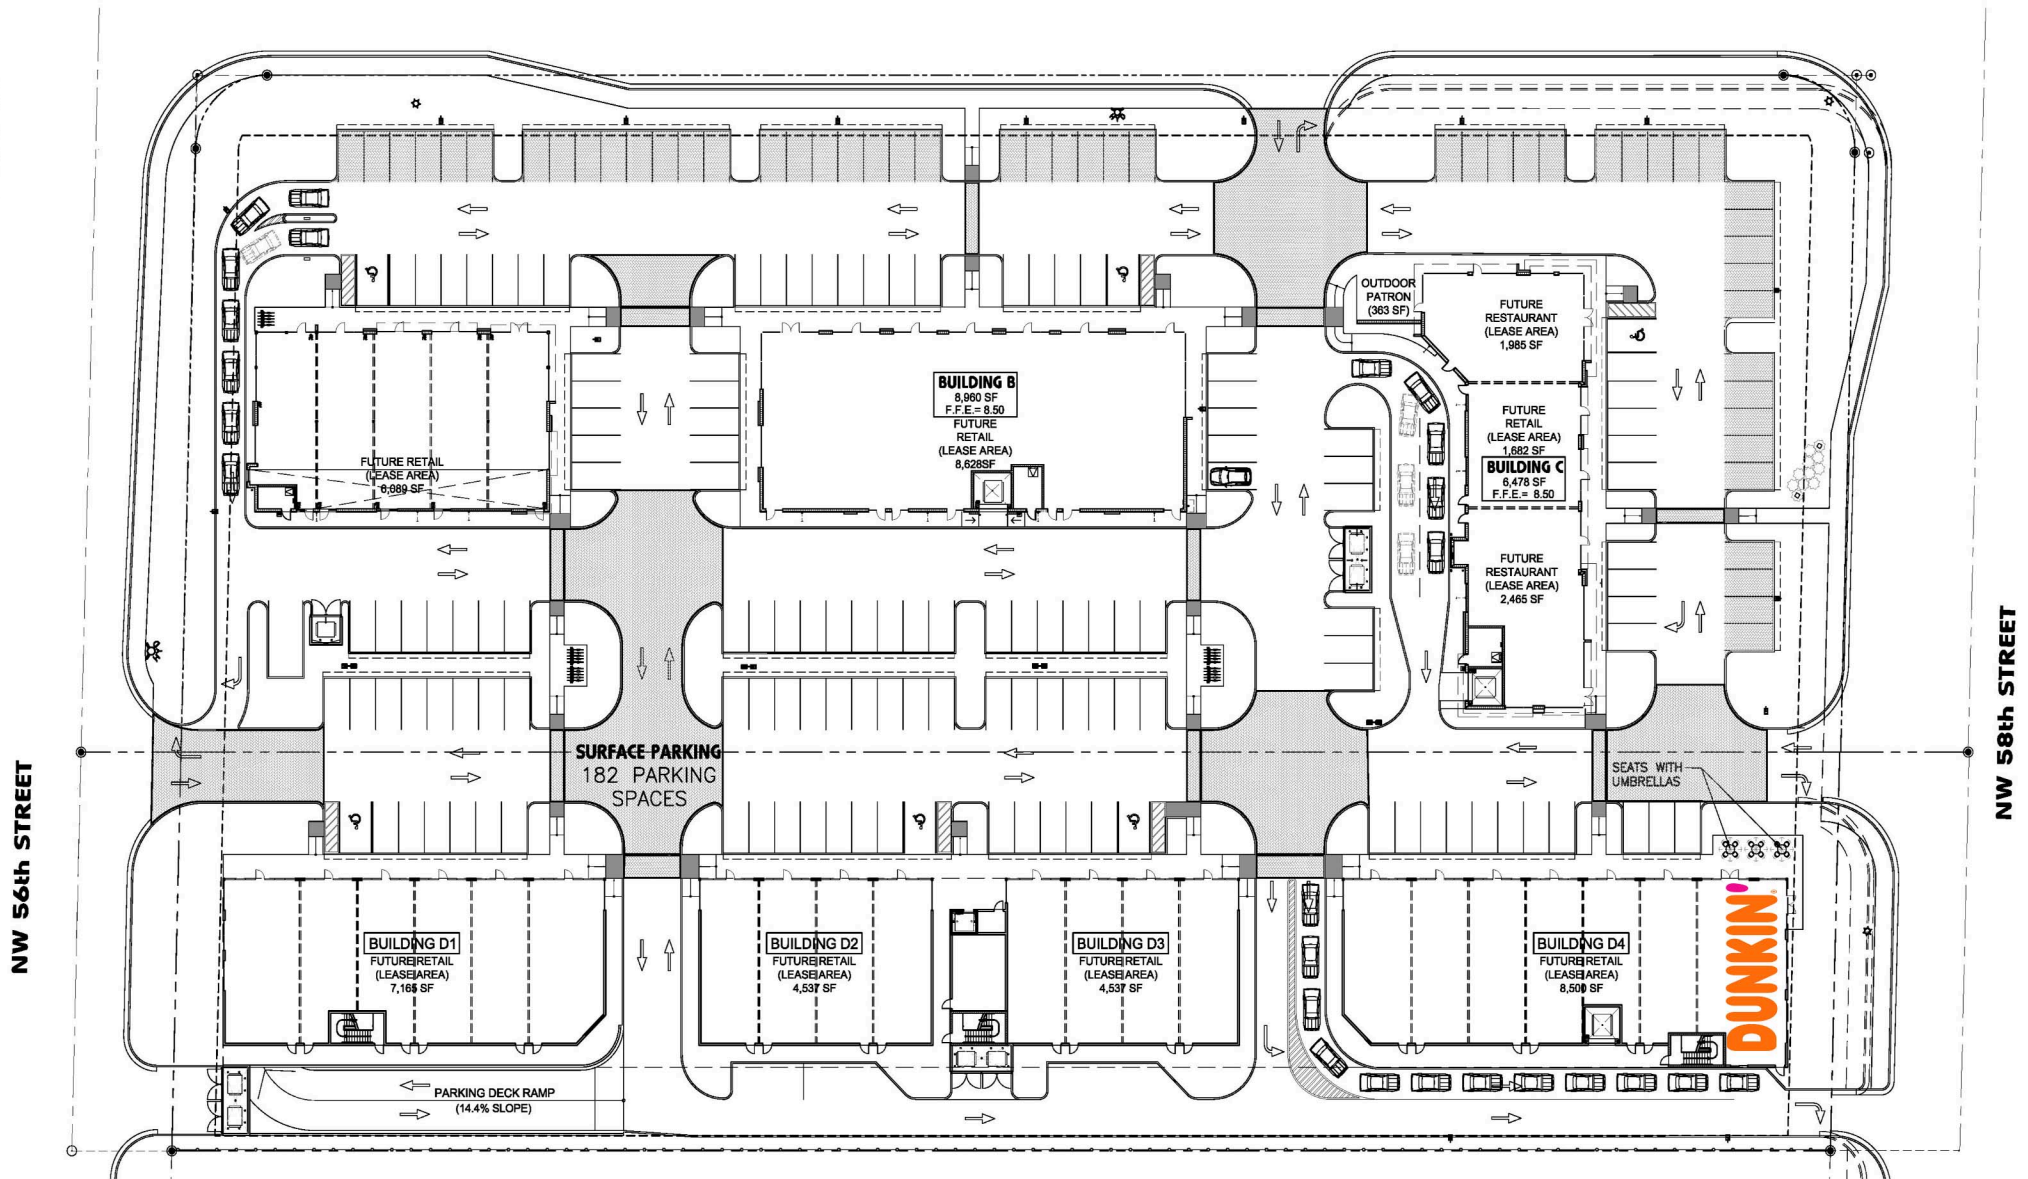 OUTDOOR
PATRON
(363 SF)
FUTURE
RESTAURANT
(LEASE AREA)
1,985 SF
BUILDING B
8,960 SF
F.F.E.= 8.50
FUTURE
RETAIL
(LEASE AREA)
8,628SF
FUTURE
RETAIL
(LEASE AREA)
1,682 SF
BUILDING C
6,478 SF
F.F.E.= 8.50
FUTURE RETAIL
(LEASE AREA)
6,089 SF
FUTURE
RESTAURANT
(LEASE AREA)
2,465 SF
NW 56th STREET
NW 58th STREET
SURFACE PARKING
182 PARKING
SPACES
SEATS WITH
UMBRELLAS
BUILDING D1
FUTURE RETAIL
(LEASE AREA)
7,165 SF
BUILDING D2
FUTURE RETAIL
(LEASE AREA)
4,537 SF
BUILDING D3
FUTURE RETAIL
(LEASE AREA)
4,537 SF
BUILDING D4
FUTURE RETAIL
(LEASE AREA)
8,500 SF
DUNKIN'
PARKING DECK RAMP
(14.4% SLOPE)